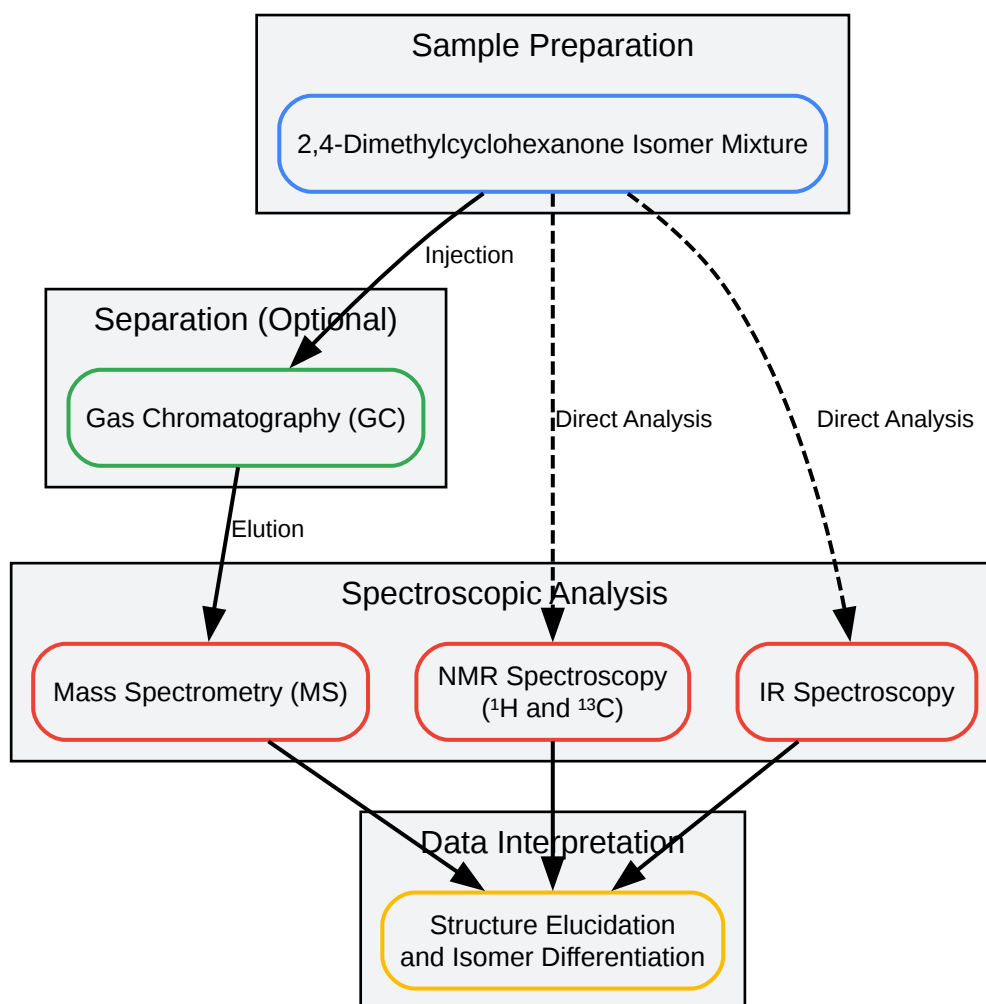 Sample Preparation
2,4-Dimethylcyclohexanone Isomer Mixture
Injection
Separation (Optional)
Gas Chromatography (GC)
Direct Analysis
Direct Analysis
Elution
Spectroscopic Analysis
Mass Spectrometry (MS)
NMR Spectroscopy
(¹H and ¹³C)
IR Spectroscopy
Data Interpretation
Structure Elucidation
and Isomer Differentiation